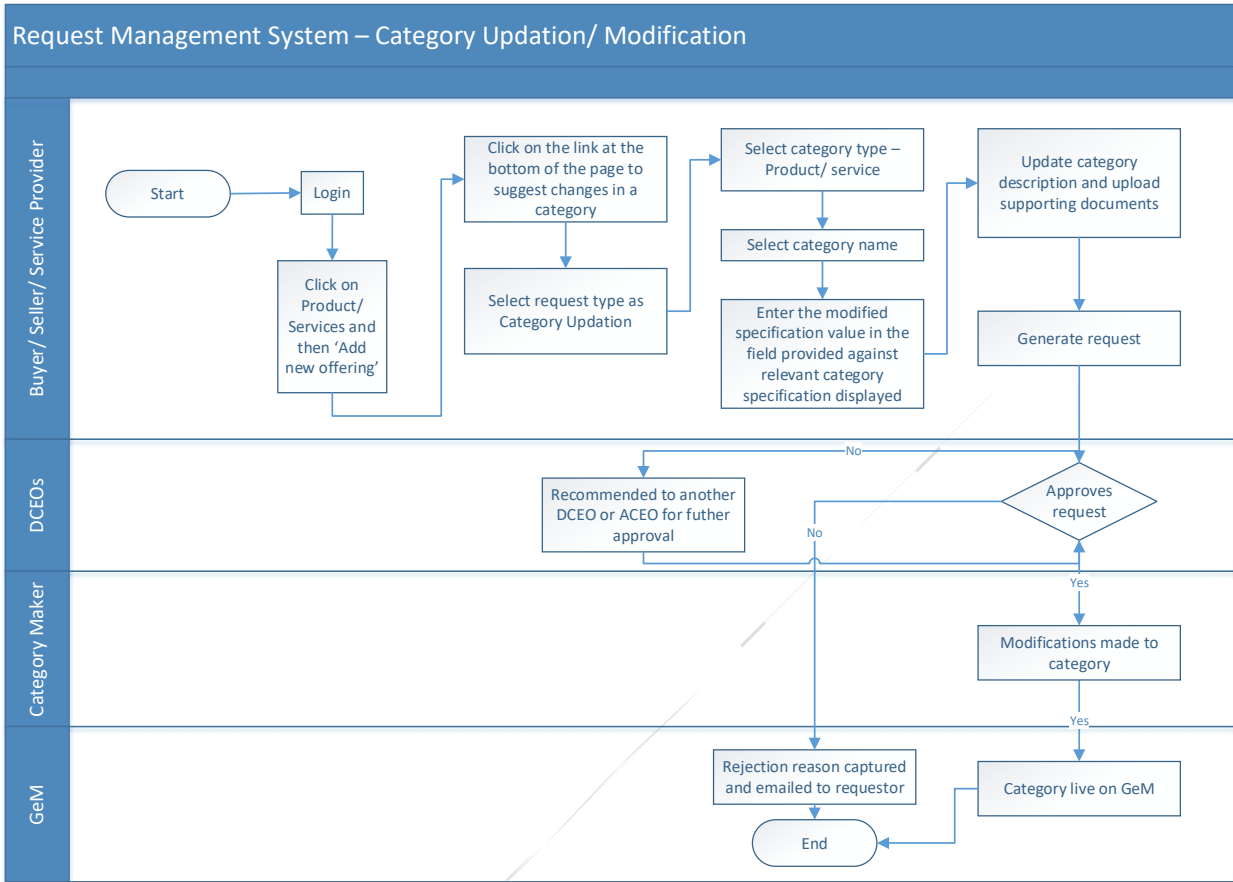 Request Management System – Category Updation/ Modification
Buyer/ Seller/ Service Provider
Start
Login
Click on
Product/
Services and
then ‘Add
new offering’
Click on the link at the
bottom of the page to
suggest changes in a
category
Select request type as
Category Updation
Select category type –
Product/ service
Select category name
Enter the modified
specification value in the
field provided against
relevant category
specification displayed
Update category
description and upload
supporting documents
Generate request
DCEOs
No
Recommended to another
DCEO or ACEO for futher
approval
Approves
request
No
Category Maker
Yes
Modifications made to
category
Yes
GeM
Rejection reason captured
and emailed to requestor
Category live on GeM
End